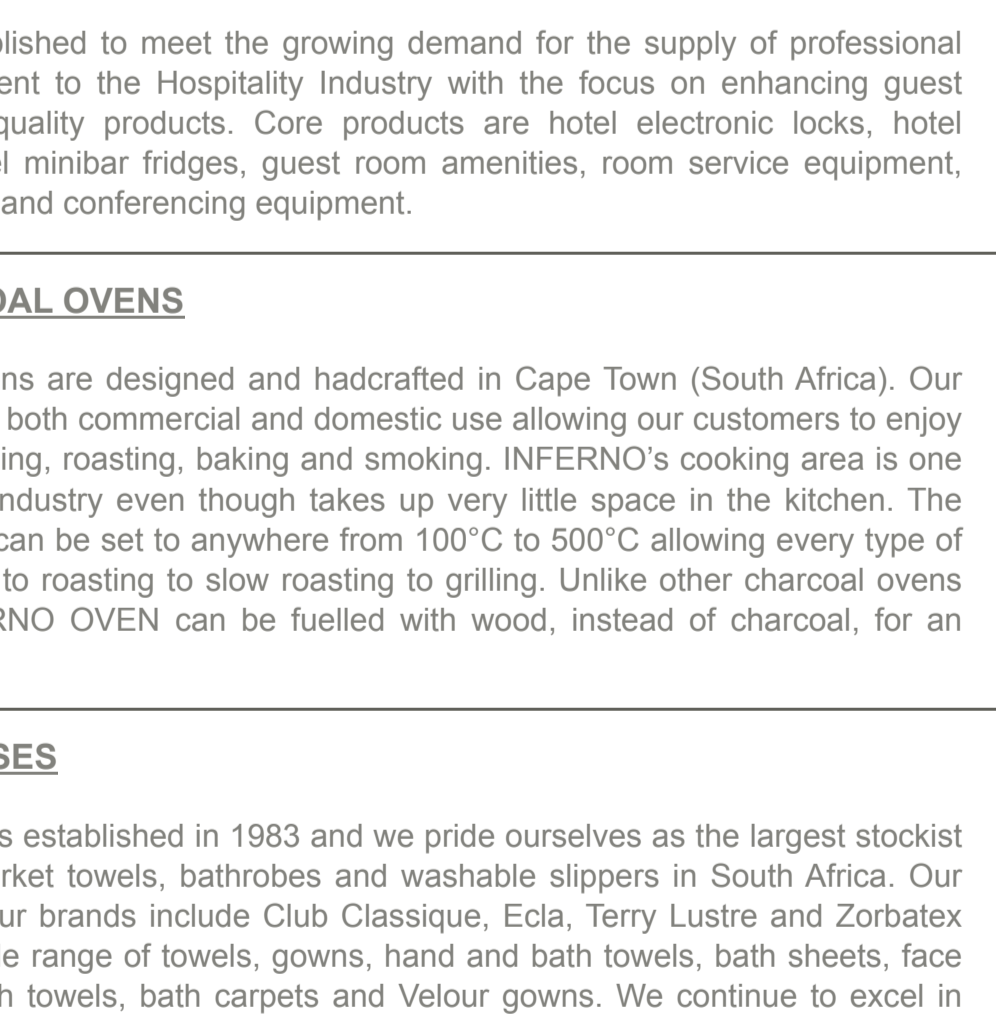 lished to meet the growing demand for the supply of professional
ent to the Hospitality Industry with the focus on enhancing guest
quality products. Core products are hotel electronic locks, hotel
l minibar fridges, guest room amenities, room service equipment,
and conferencing equipment.
OAL OVENS
ns are designed and hadcrafted in Cape Town (South Africa). Our
both commercial and domestic use allowing our customers to enjoy
ing, roasting, baking and smoking. INFERNO’s cooking area is one
ndustry even though takes up very little space in the kitchen. The
can be set to anywhere from 100°C to 500°C allowing every type of
to roasting to slow roasting to grilling. Unlike other charcoal ovens
RNO OVEN can be fuelled with wood, instead of charcoal, for an
SES
s established in 1983 and we pride ourselves as the largest stockist
rket towels, bathrobes and washable slippers in South Africa. Our
ur brands include Club Classique, Ecla, Terry Lustre and Zorbatex
le range of towels, gowns, hand and bath towels, bath sheets, face
h towels, bath carpets and Velour gowns. We continue to excel in